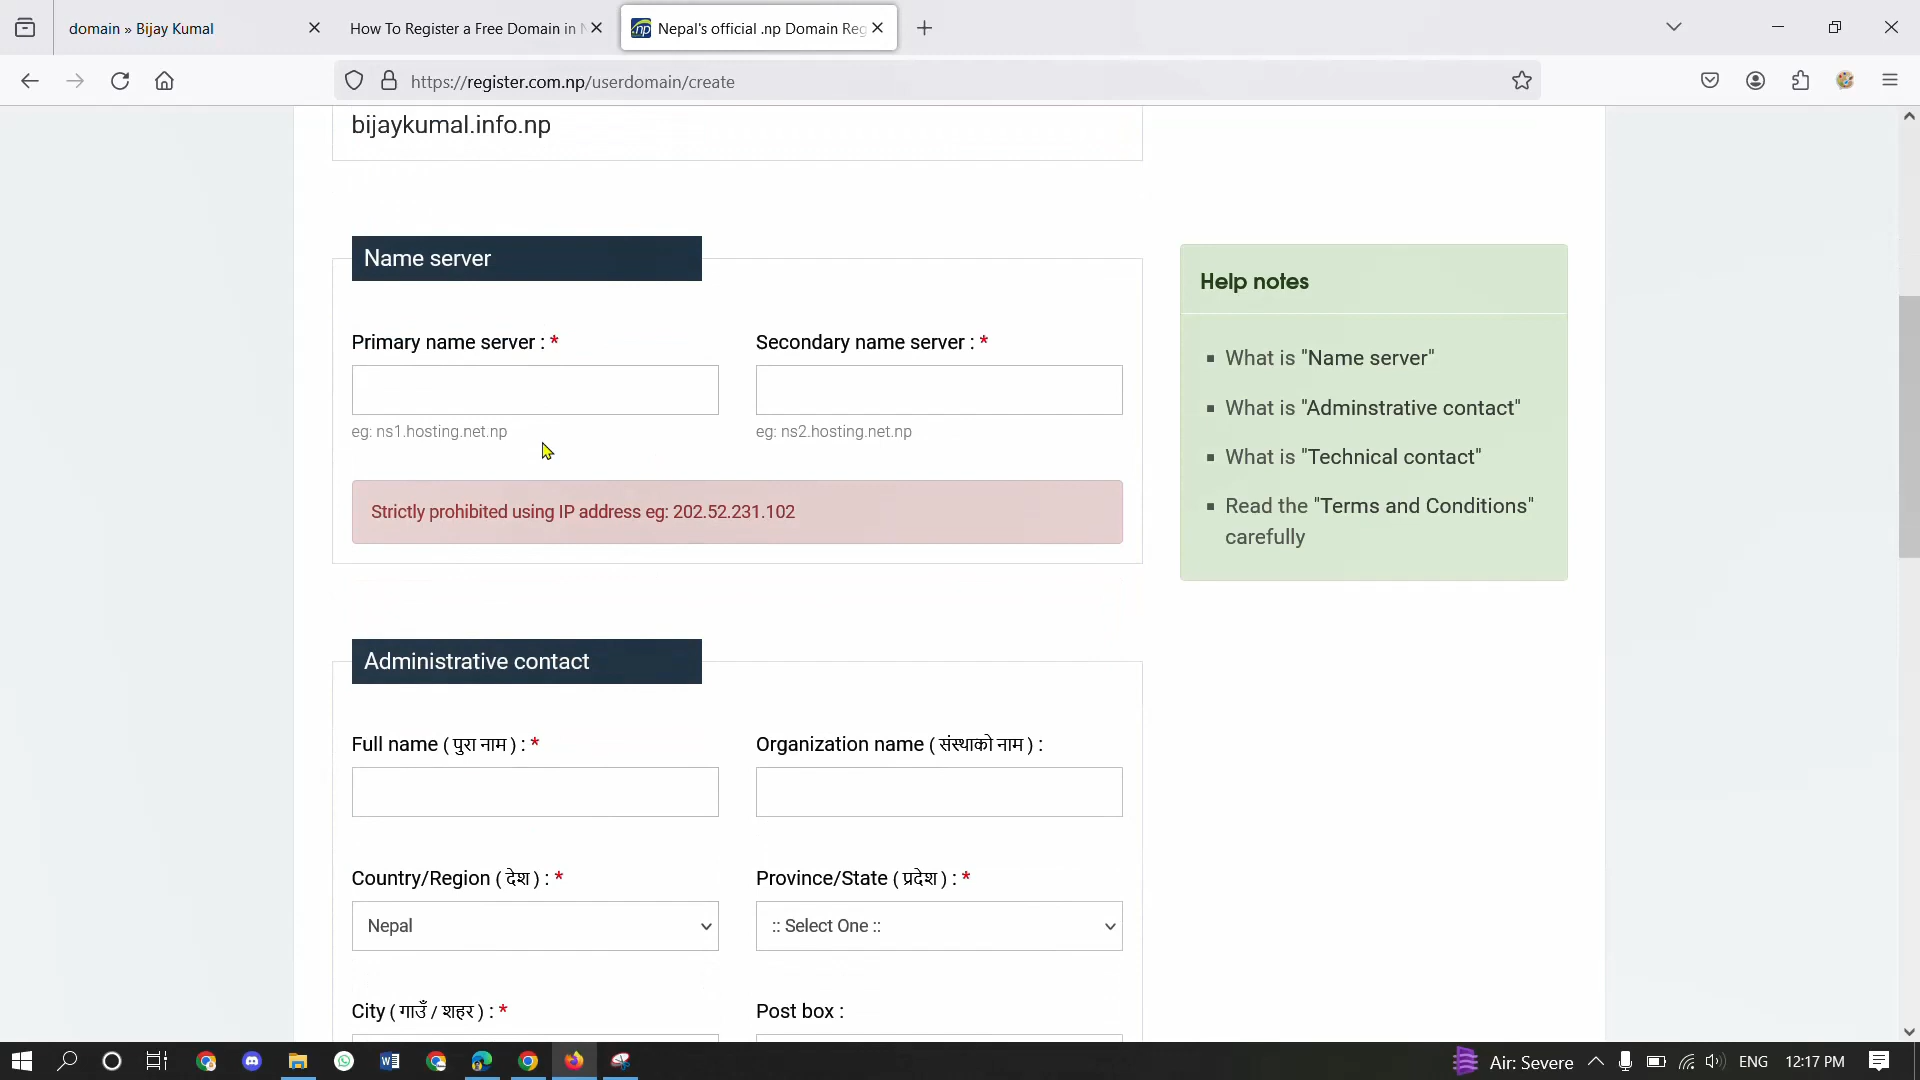 domain » Bijay Kumal
How To Register a Free Domain in N
.np Nepal's official .np Domain Reg
https://register.com.np/userdomain/create
bijaykumal.info.np
Name server
Primary name server : *
Secondary name server : *
eg: ns1.hosting.net.np
eg: ns2.hosting.net.np
Strictly prohibited using IP address eg: 202.52.231.102
Help notes
What is "Name server"
What is "Adminstrative contact"
What is "Technical contact"
Read the "Terms and Conditions"
carefully
Administrative contact
Full name ( पुरा नाम ) : *
Organization name ( संस्थाको नाम ) :
Country/Region ( देश ) : *
Province/State ( प्रदेश ) : *
Nepal
:: Select One ::
City ( गाउँ / शहर ) : *
Post box :
Air: Severe
ENG
12:17 PM